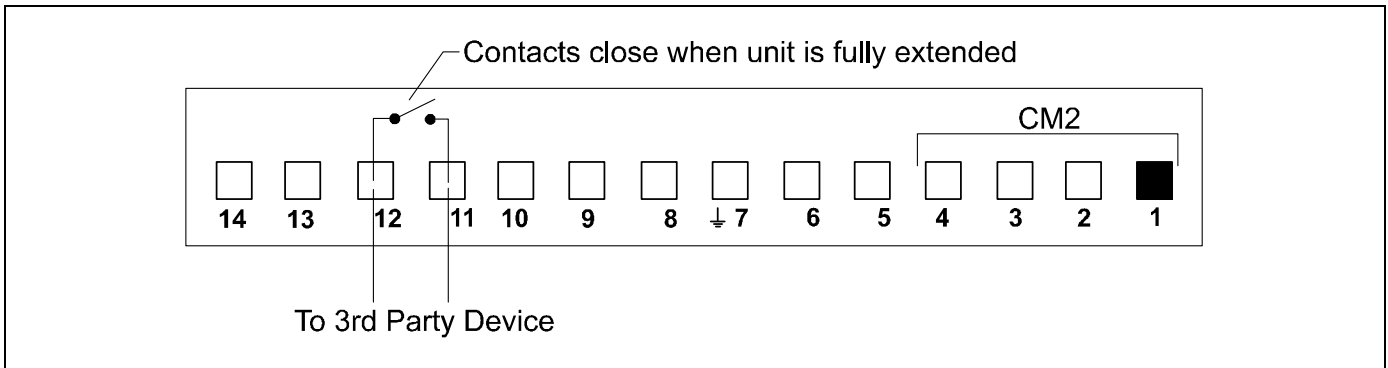 Contacts close when unit is fully extended
CM2
14 13 12 11 10 9 8 ⏚ 7 6 5 4 3 2 1
To 3rd Party Device